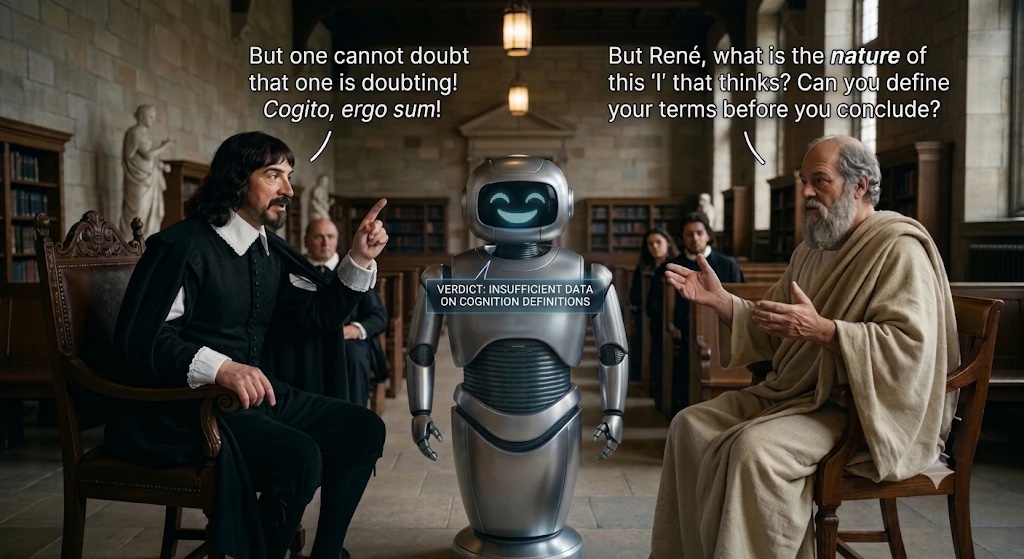 But one cannot doubt
that one is doubting!
Cogito, ergo sum!
But René, what is the nature of
this 'I' that thinks? Can you define
your terms before you conclude?
VERDICT: INSUFFICIENT DATA
ON COGNITION DEFINITIONS